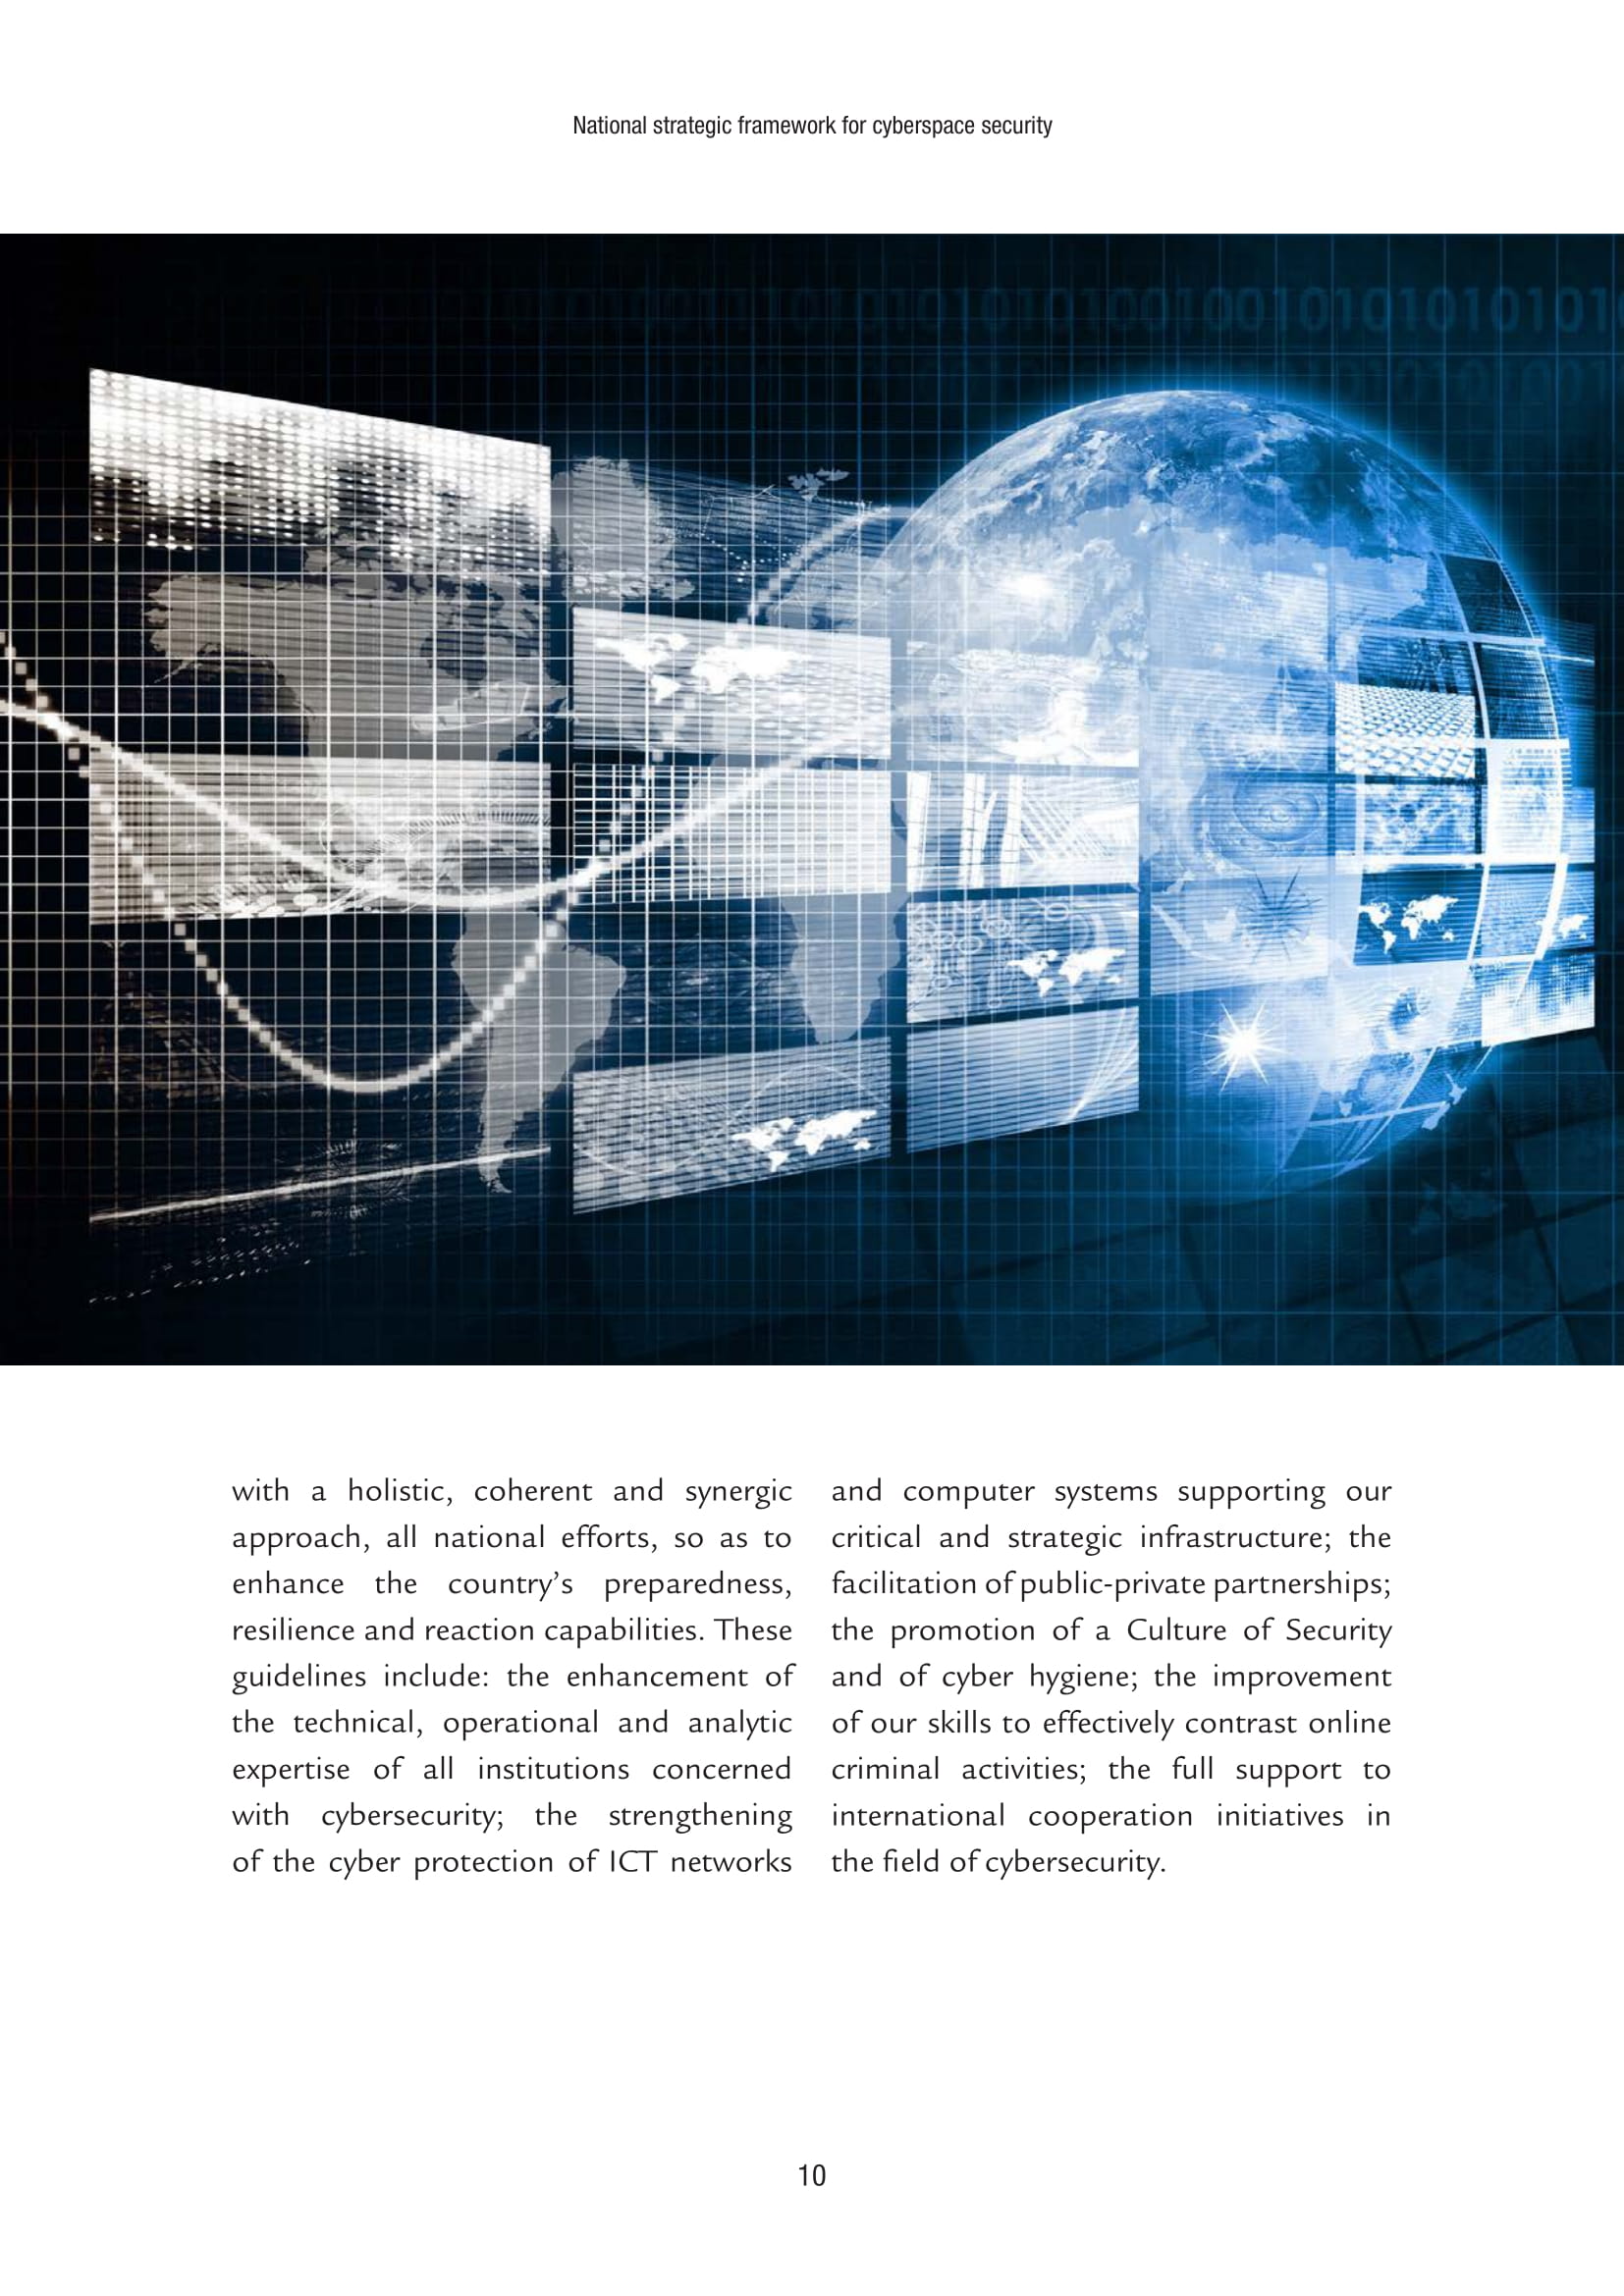 National strategic framework for cyberspace security
with a holistic, coherent and synergic
approach, all national efforts, so as to
enhance the country’s preparedness,
resilience and reaction capabilities. These
guidelines include: the enhancement of
the technical, operational and analytic
expertise of all institutions concerned
with cybersecurity; the strengthening
of the cyber protection of ICT networks
and computer systems supporting our
critical and strategic infrastructure; the
facilitation of public-private partnerships;
the promotion of a Culture of Security
and of cyber hygiene; the improvement
of our skills to effectively contrast online
criminal activities; the full support to
international cooperation initiatives in
the field of cybersecurity.
10